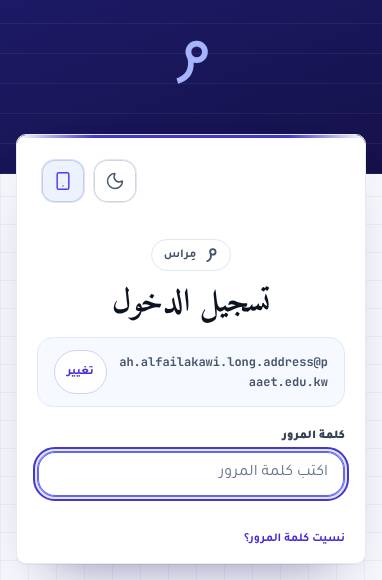 مِراس
تسجيل الدخول
ah.alfailakawi.long.address@p
aaet.edu.kw
تغيير
كلمة المرور
اكتب كلمة المرور
نسيت كلمة المرور؟